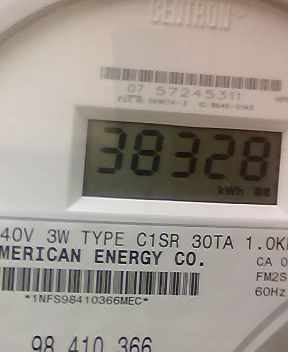 CENTRON
07 57245311
38328
kWh
40V 3W TYPE C1SR 30TA 1.0K
MERICAN ENERGY CO.
CA 0
FM2S
*1NFS98410366MEC*
60Hz
98 410 366